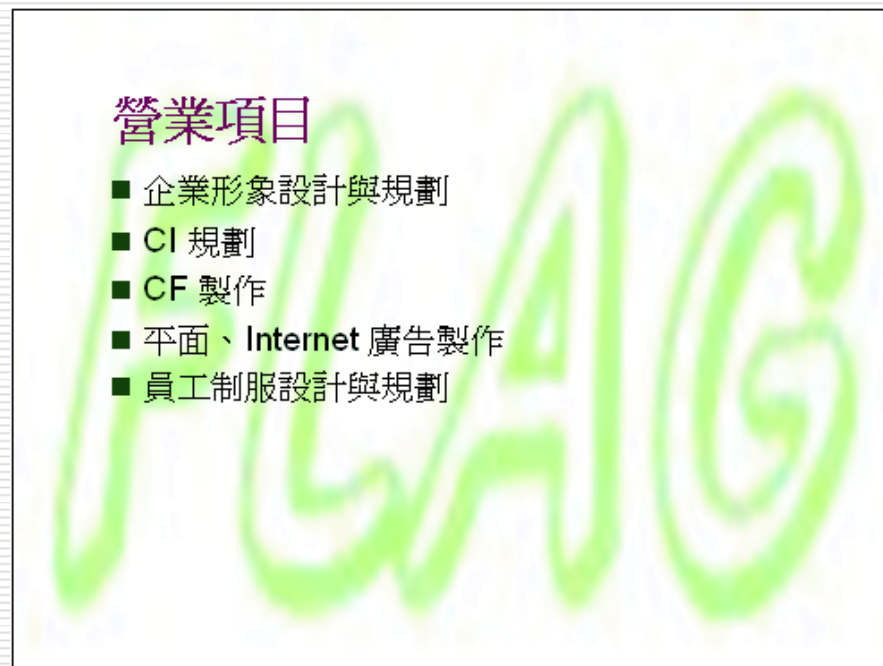 營業項目
■ 企業形象設計與規劃
■ CI 規劃
■ CF 製作
■ 平面、Internet 廣告製作
■ 員工制服設計與規劃
FLAG